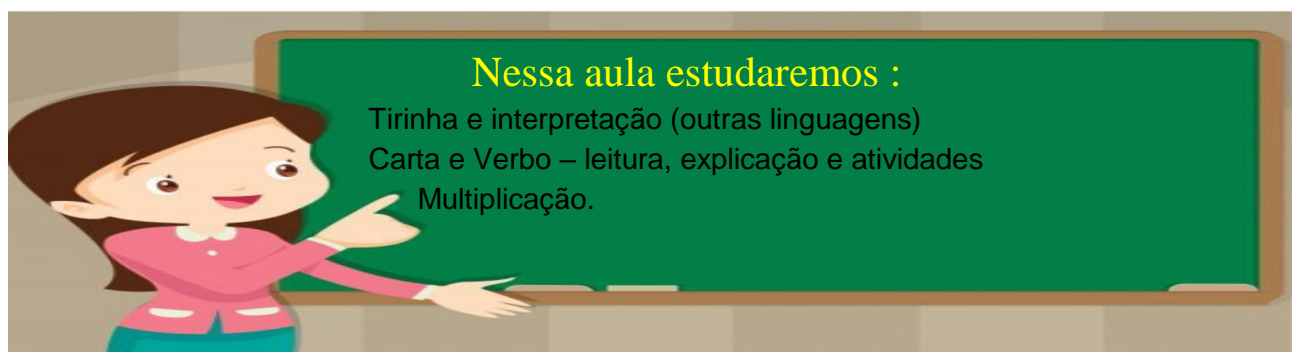 Nessa aula estudaremos :
Tirinha e interpretação (outras linguagens)
Carta e Verbo – leitura, explicação e atividades
Multiplicação.